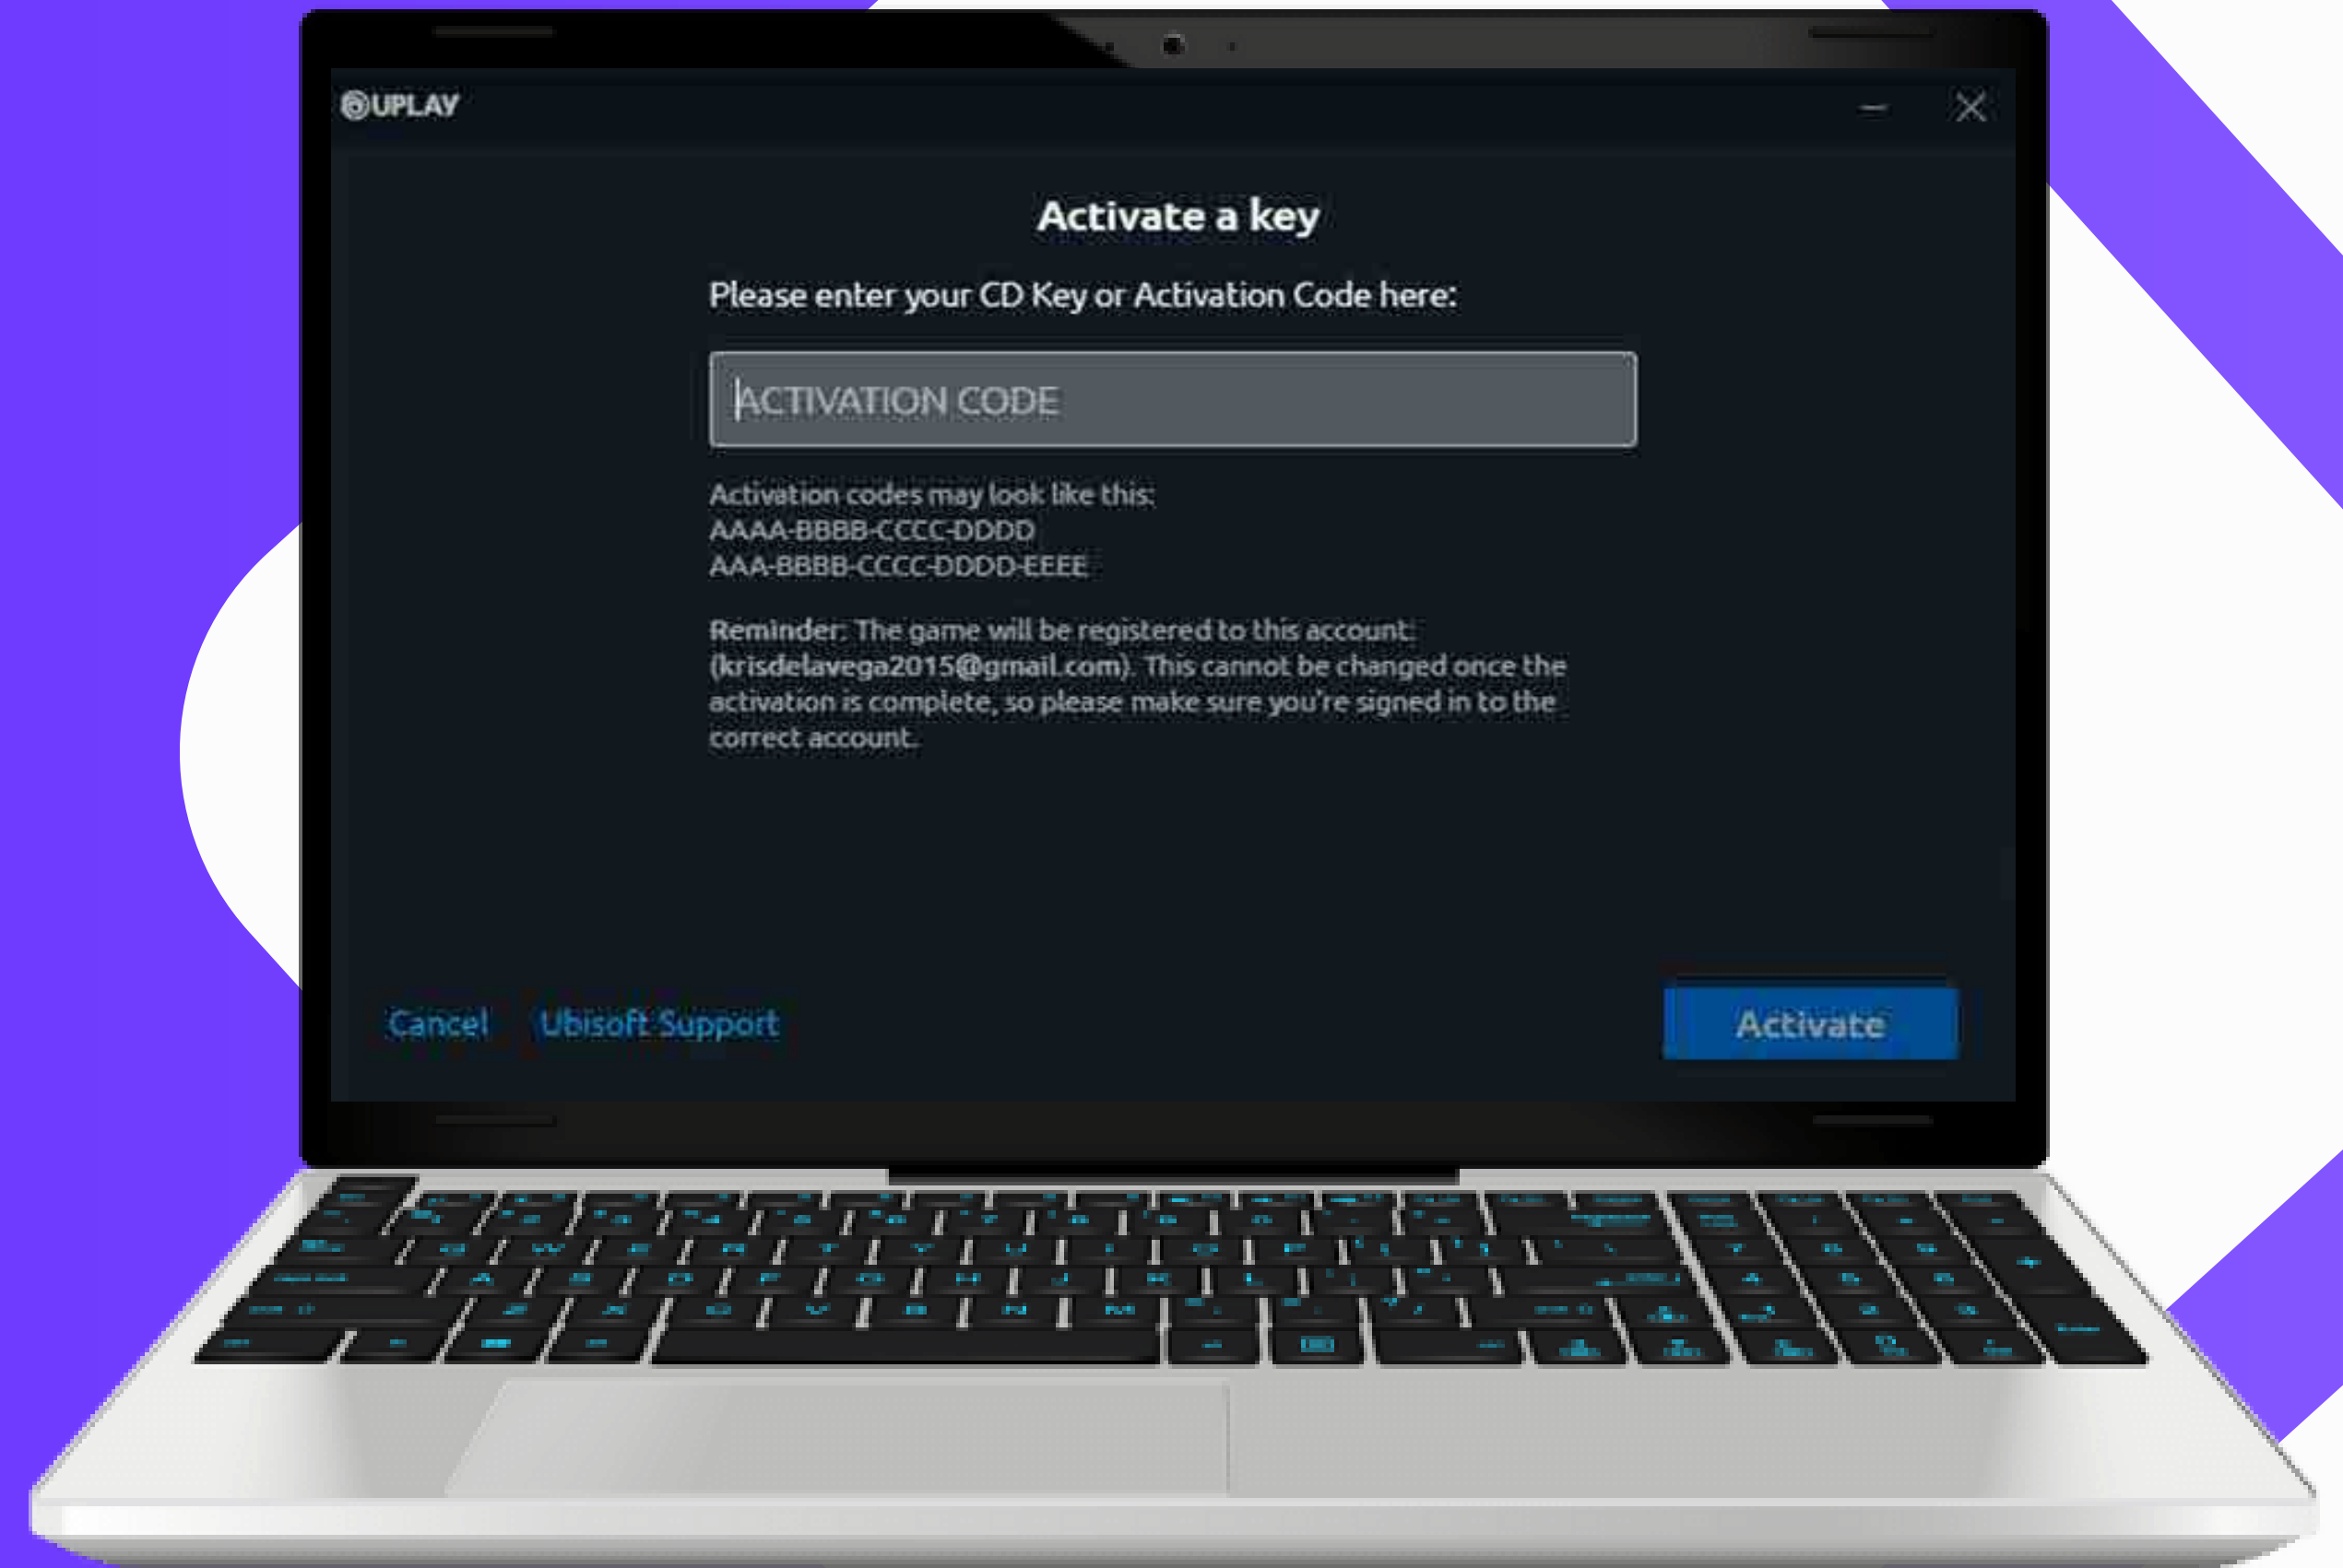 UPLAY
Activate a key
Please enter your CD Key or Activation Code here:
ACTIVATION CODE
Activation codes may look like this:
AAAA-BBBB-CCCC-DDDD
AAA-BBBB-CCCC-DDDD-EEEE
Reminder: The game will be registered to this account:
(krisdelavega2015@gmail.com). This cannot be changed once the
activation is complete, so please make sure you're signed in to the
correct account.
Cancel Ubisoft Support Activate